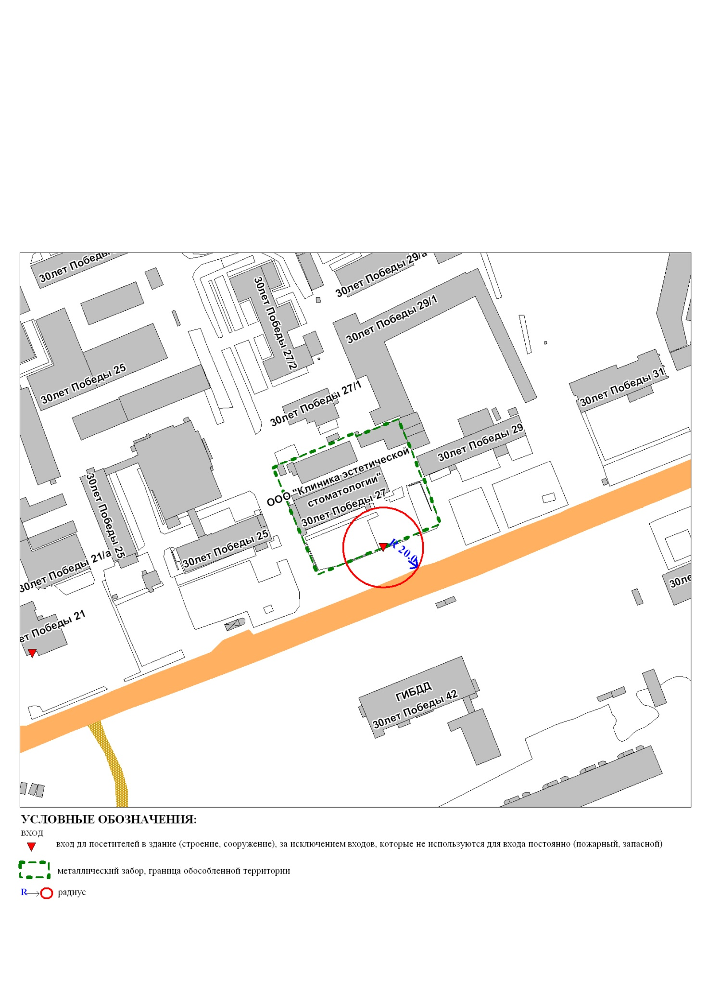 30лет Победы
30лет Победы 29/а
30лет Победы 27/2
30лет Победы 29/1
30лет Победы 25
30лет Победы 27/1
30лет Победы 31
30лет Победы 29
ООО "Клиника эстетической
стоматологии"
30лет Победы 27
30лет Победы 25
30лет Победы 25
R 20.0
30лет Победы 21/а
30ле
ет Победы 21
ГИБДД
30лет Победы 42
УСЛОВНЫЕ ОБОЗНАЧЕНИЯ:
вход
вход дл посетителей в здание (строение, сооружение), за исключением входов, которые не используются для входа постоянно (пожарный, запасной)
металлический забор, граница обособленной территории
R
радиус